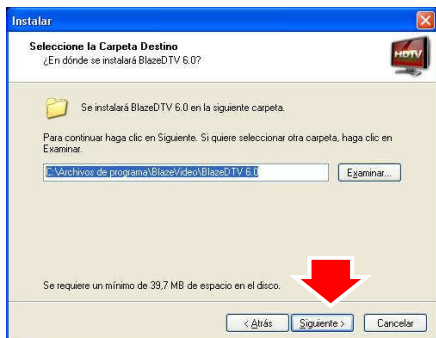 Instalar
Seleccione la Carpeta Destino
¿En dónde se instalará BlazeDTV 6.0?
HDTV
Se instalará BlazeDTV 6.0 en la siguiente carpeta.
Para continuar haga clic en Siguiente. Si quiere seleccionar otra carpeta, haga clic en
Examinar.
C:\Archivos de programa\BlazeVideo\BlazeDTV 6.0
Examinar...
Se requiere un mínimo de 39,7 MB de espacio en el disco.
< Atrás Siguiente > Cancelar